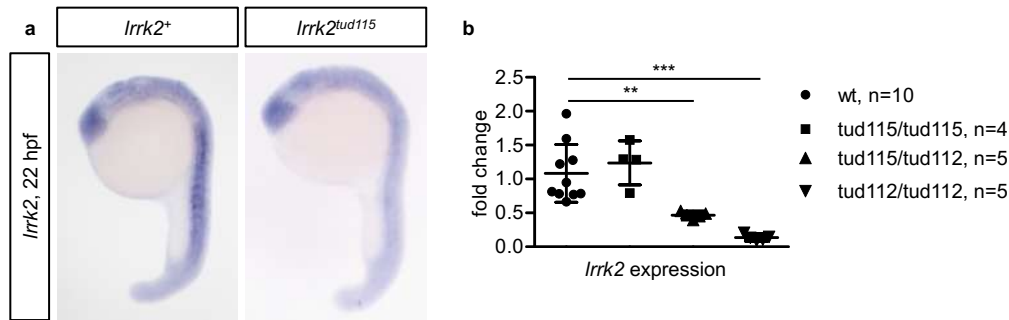 a
lrrk2+
lrrk2tud115
lrrk2, 22 hpf
b
***
**
2.5
2.0
1.5
1.0
0.5
0.0
fold change
lrrk2 expression
wt, n=10
tud115/tud115, n=4
tud115/tud112, n=5
tud112/tud112, n=5